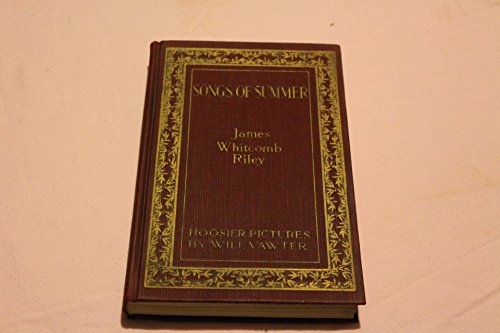 SONGS OF SUMMER
James
Whitcomb
Riley
HOOSIER PICTURES
BY WILL VAWTER